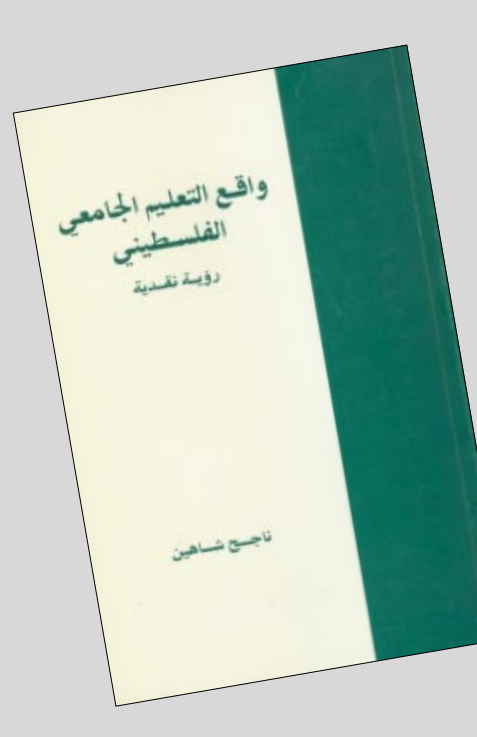 واقع التعليم الجامعي
الفلسطيني
رؤية نقدية
ناجح شاهين